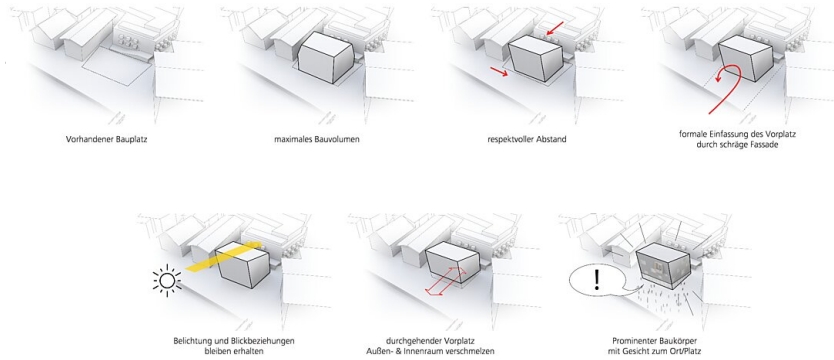 Vorhandener Bauplatz
maximales Bauvolumen
respektvoller Abstand
formale Einfassung des Vorplatz
durch schräge Fassade
Belichtung und Blickbeziehungen
bleiben erhalten
durchgehender Vorplatz
Außen- & Innenraum verschmelzen
!
Prominenter Baukörper
mit Gesicht zum Ort/Platz